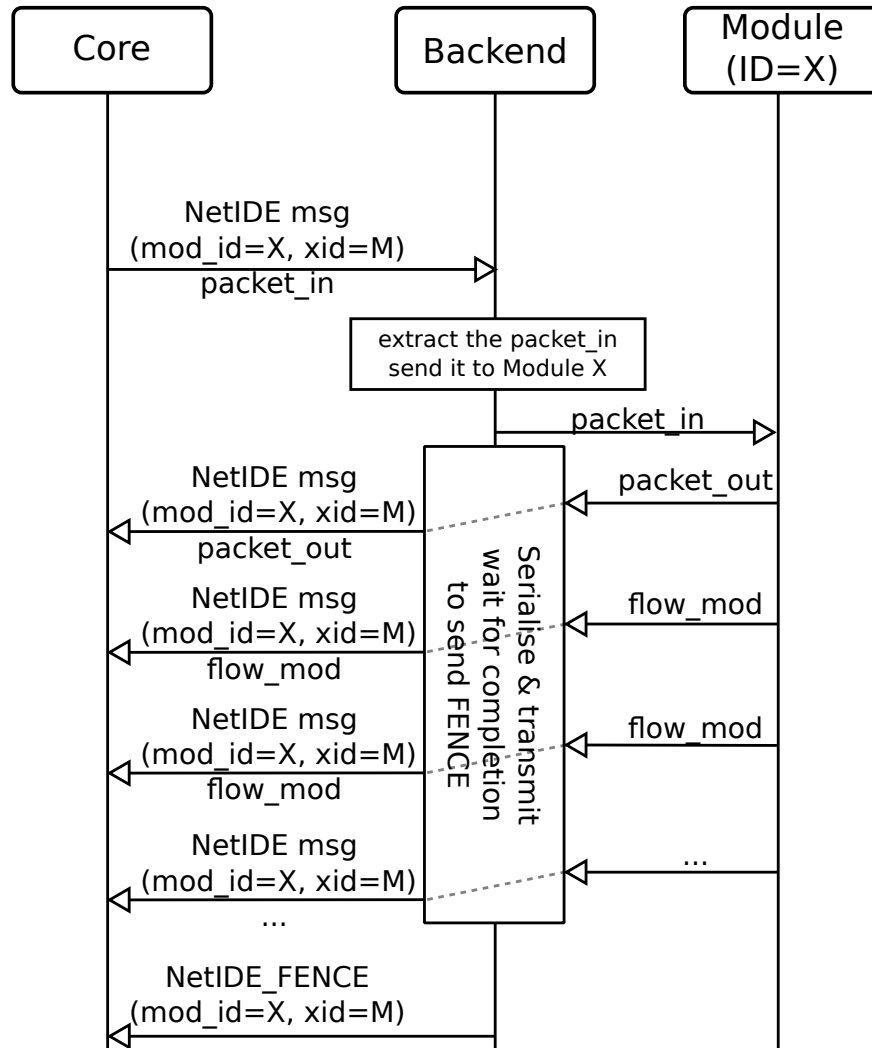 Core
Backend
Module
(ID=X)
NetIDE msg
(mod_id=X, xid=M)
packet_in
extract the packet_in
send it to Module X
packet_in
NetIDE msg
(mod_id=X, xid=M)
packet_out
packet_out
Serialise & transmit
wait for completion
to send FENCE
NetIDE msg
(mod_id=X, xid=M)
flow_mod
flow_mod
NetIDE msg
(mod_id=X, xid=M)
flow_mod
flow_mod
NetIDE msg
(mod_id=X, xid=M)
...
...
NetIDE_FENCE
(mod_id=X, xid=M)